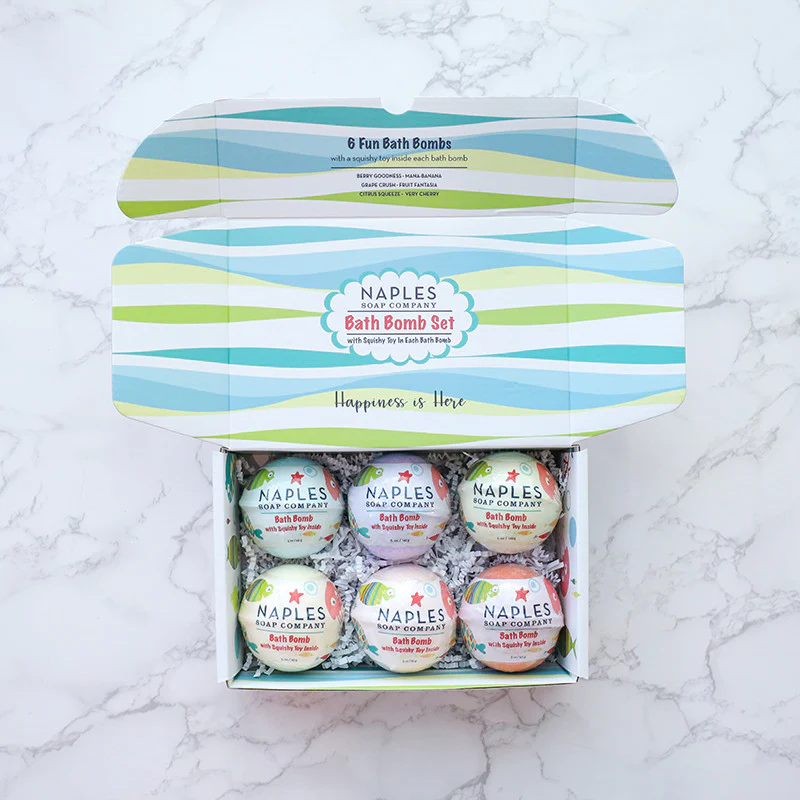 6 Fun Bath Bombs
with a squishy toy inside each bath bomb
BERRY GOODNESS • MANA-BANANA
GRAPE CRUSH • FRUIT FANTASIA
CITRUS SQUEEZE • VERY CHERRY
NAPLES
SOAP COMPANY
Bath Bomb Set
with Squishy Toy In Each Bath Bomb
Happiness is Here
NAPLES
SOAP COMPANY
Bath Bomb
with Squishy Toy Inside
5 oz / 141 g
NAPLES
SOAP COMPANY
Bath Bomb
with Squishy Toy Inside
NAPLES
SOAP COMPANY
Bath Bomb
with Squishy Toy Inside
NAPLES
SOAP COMPANY
Bath Bomb
with Squishy Toy Inside
NAPLES
SOAP COMPANY
Bath Bomb
with Squishy Toy Inside
NAPLES
SOAP COMPANY
Bath Bomb
with Squishy Toy Inside